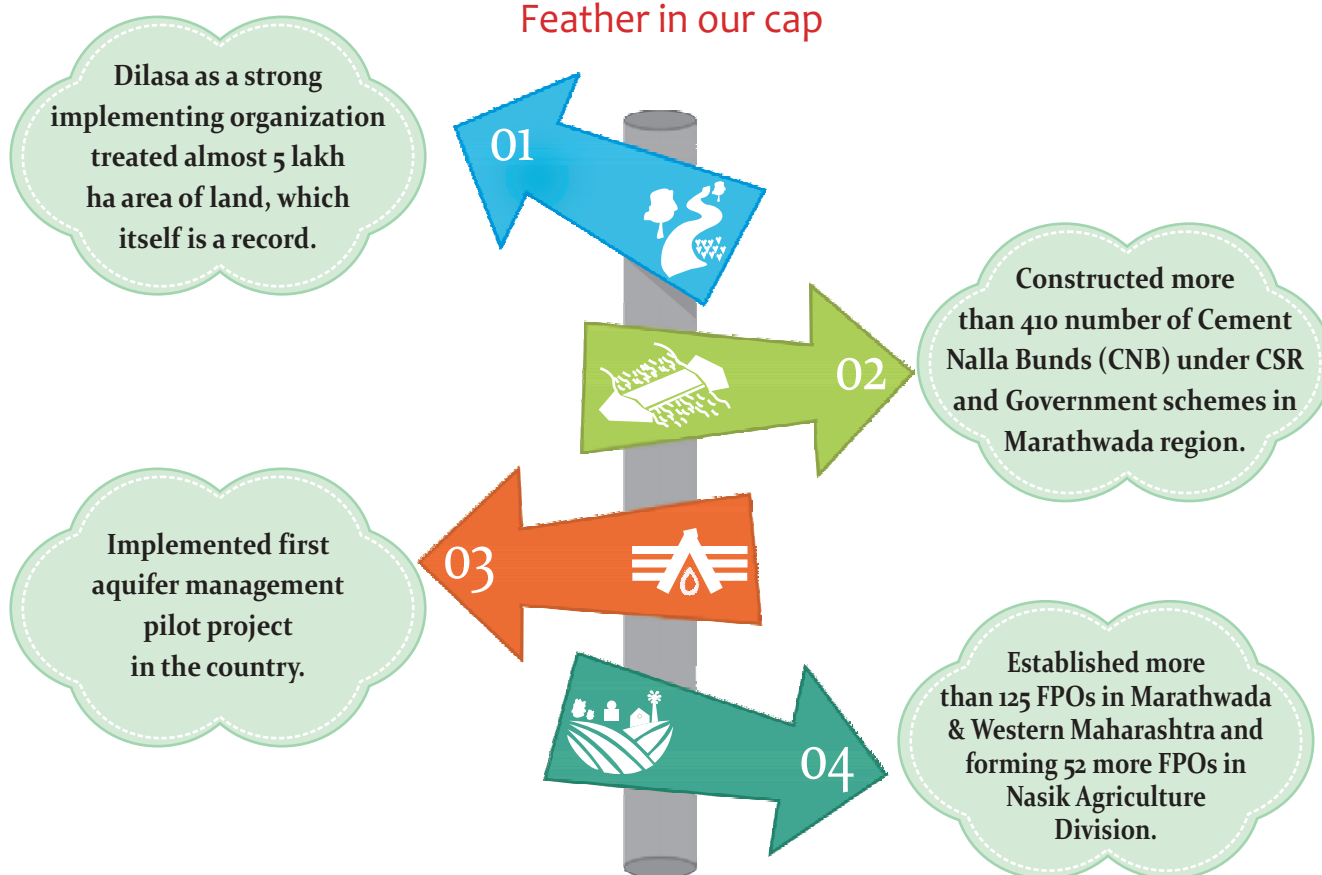 Feather in our cap
Dilasa as a strong
implementing organization
treated almost 5 lakh
ha area of land, which
itself is a record.
01
Constructed more
than 410 number of Cement
Nalla Bunds (CNB) under CSR
and Government schemes in
Marathwada region.
02
Implemented first
aquifer management
pilot project
in the country.
03
Established more
than 125 FPOs in Marathwada
& Western Maharashtra and
forming 52 more FPOs in
Nasik Agriculture
Division.
04